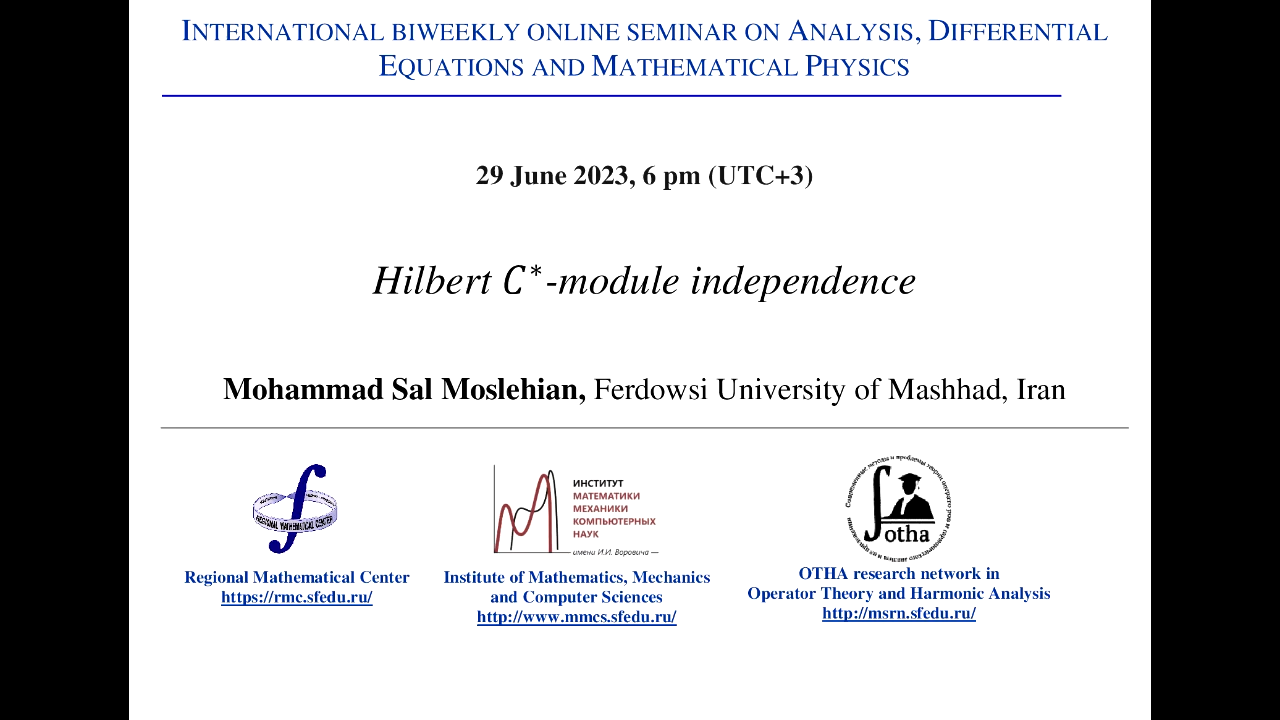 INTERNATIONAL BIWEEKLY ONLINE SEMINAR ON ANALYSIS, DIFFERENTIAL
EQUATIONS AND MATHEMATICAL PHYSICS
29 June 2023, 6 pm (UTC+3)
Hilbert C*-module independence
Mohammad Sal Moslehian, Ferdowsi University of Mashhad, Iran
REGIONAL MATHEMATICAL CENTER
ИНСТИТУТ
МАТЕМАТИКИ
МЕХАНИКИ
КОМПЬЮТЕРНЫХ
НАУК
имени И.И. Воровича
otha
Regional Mathematical Center
https://rmc.sfedu.ru/
Institute of Mathematics, Mechanics
and Computer Sciences
http://www.mmcs.sfedu.ru/
OTHA research network in
Operator Theory and Harmonic Analysis
http://msrn.sfedu.ru/